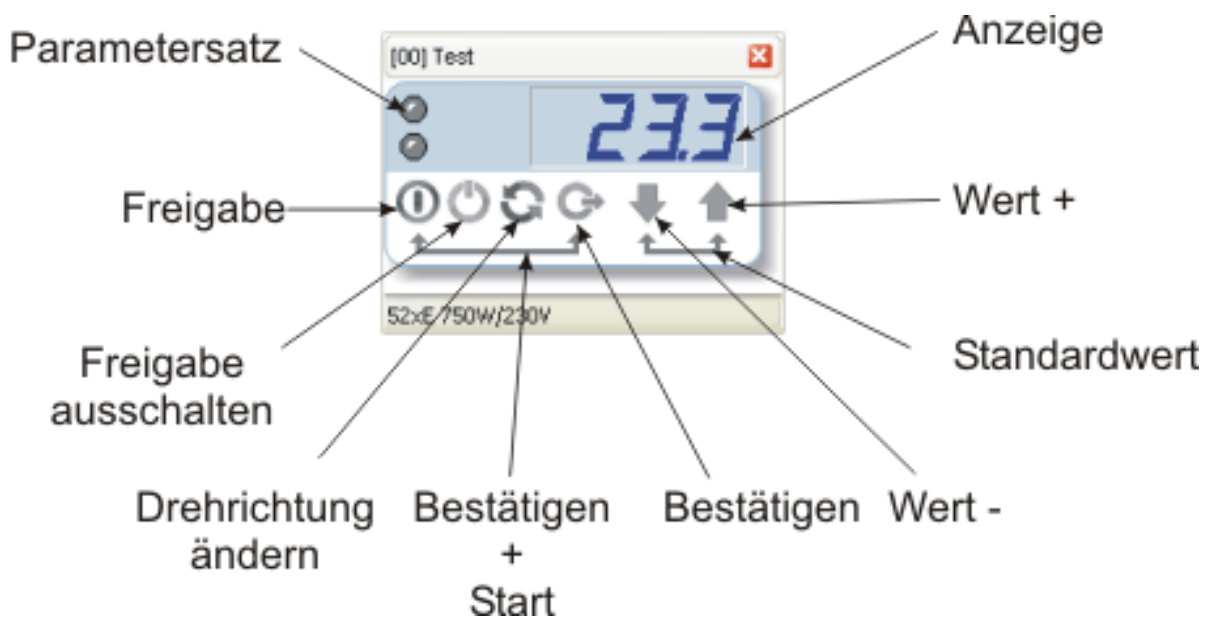 Parametersatz
Anzeige
[00] Test
23.3
Freigabe
Wert +
52xE 750W/230V
Freigabe
ausschalten
Standardwert
Drehrichtung
ändern
Bestätigen
+
Start
Bestätigen
Wert -